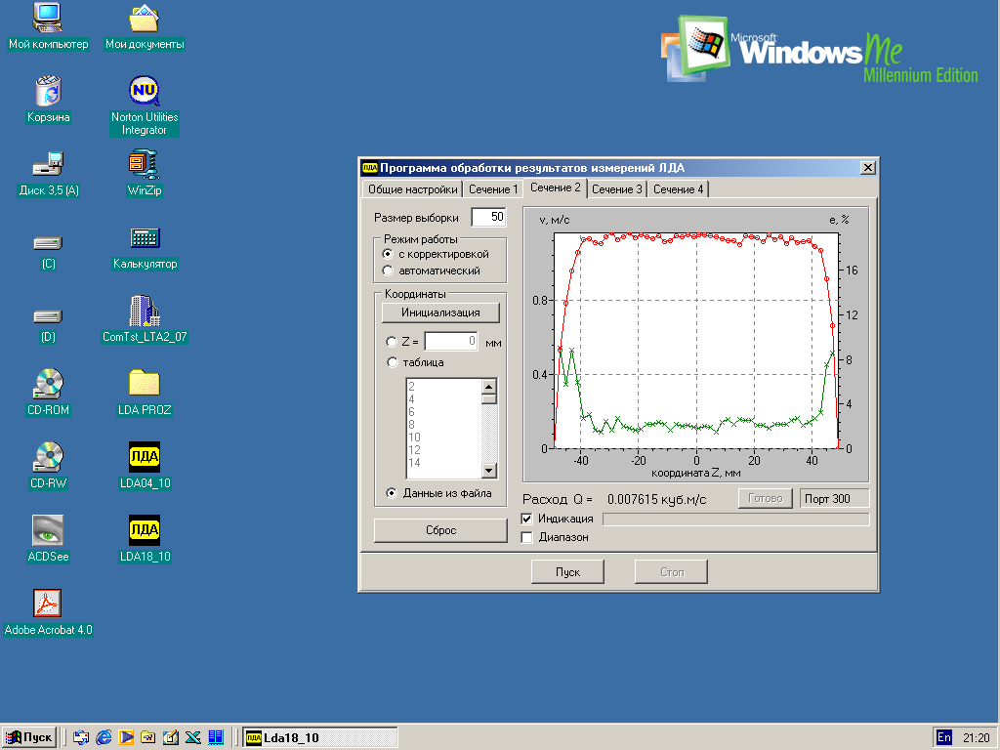 Мой компьютер
Мои документы
Корзина
NU
Norton Utilities
Integrator
Диск 3,5 (A)
WinZip
(C)
Калькулятор
(D)
ComTst_LTA2_07
CD-ROM
LDA PROZ
CD-RW
ЛДА
LDA04_10
ACDSee
ЛДА
LDA18_10
Adobe Acrobat 4.0
Microsoft
Windows Me
Millennium Edition
ЛДА Программа обработки результатов измерений ЛДА
Общие настройки Сечение 1 Сечение 2 Сечение 3 Сечение 4
Размер выборки 50
Режим работы
с корректировкой
автоматический
Координаты
Инициализация
Z = 0 мм
таблица
2
4
6
8
10
12
14
Данные из файла
Сброс
v, м/с e, %
16
0.8
12
8
0.4
4
0 0
-40 -20 0 20 40
координата Z, мм
Расход Q = 0.007615 куб.м/с Готово Порт 300
Индикация
Диапазон
Пуск Стоп
Пуск ЛДА Lda18_10 En 21:20